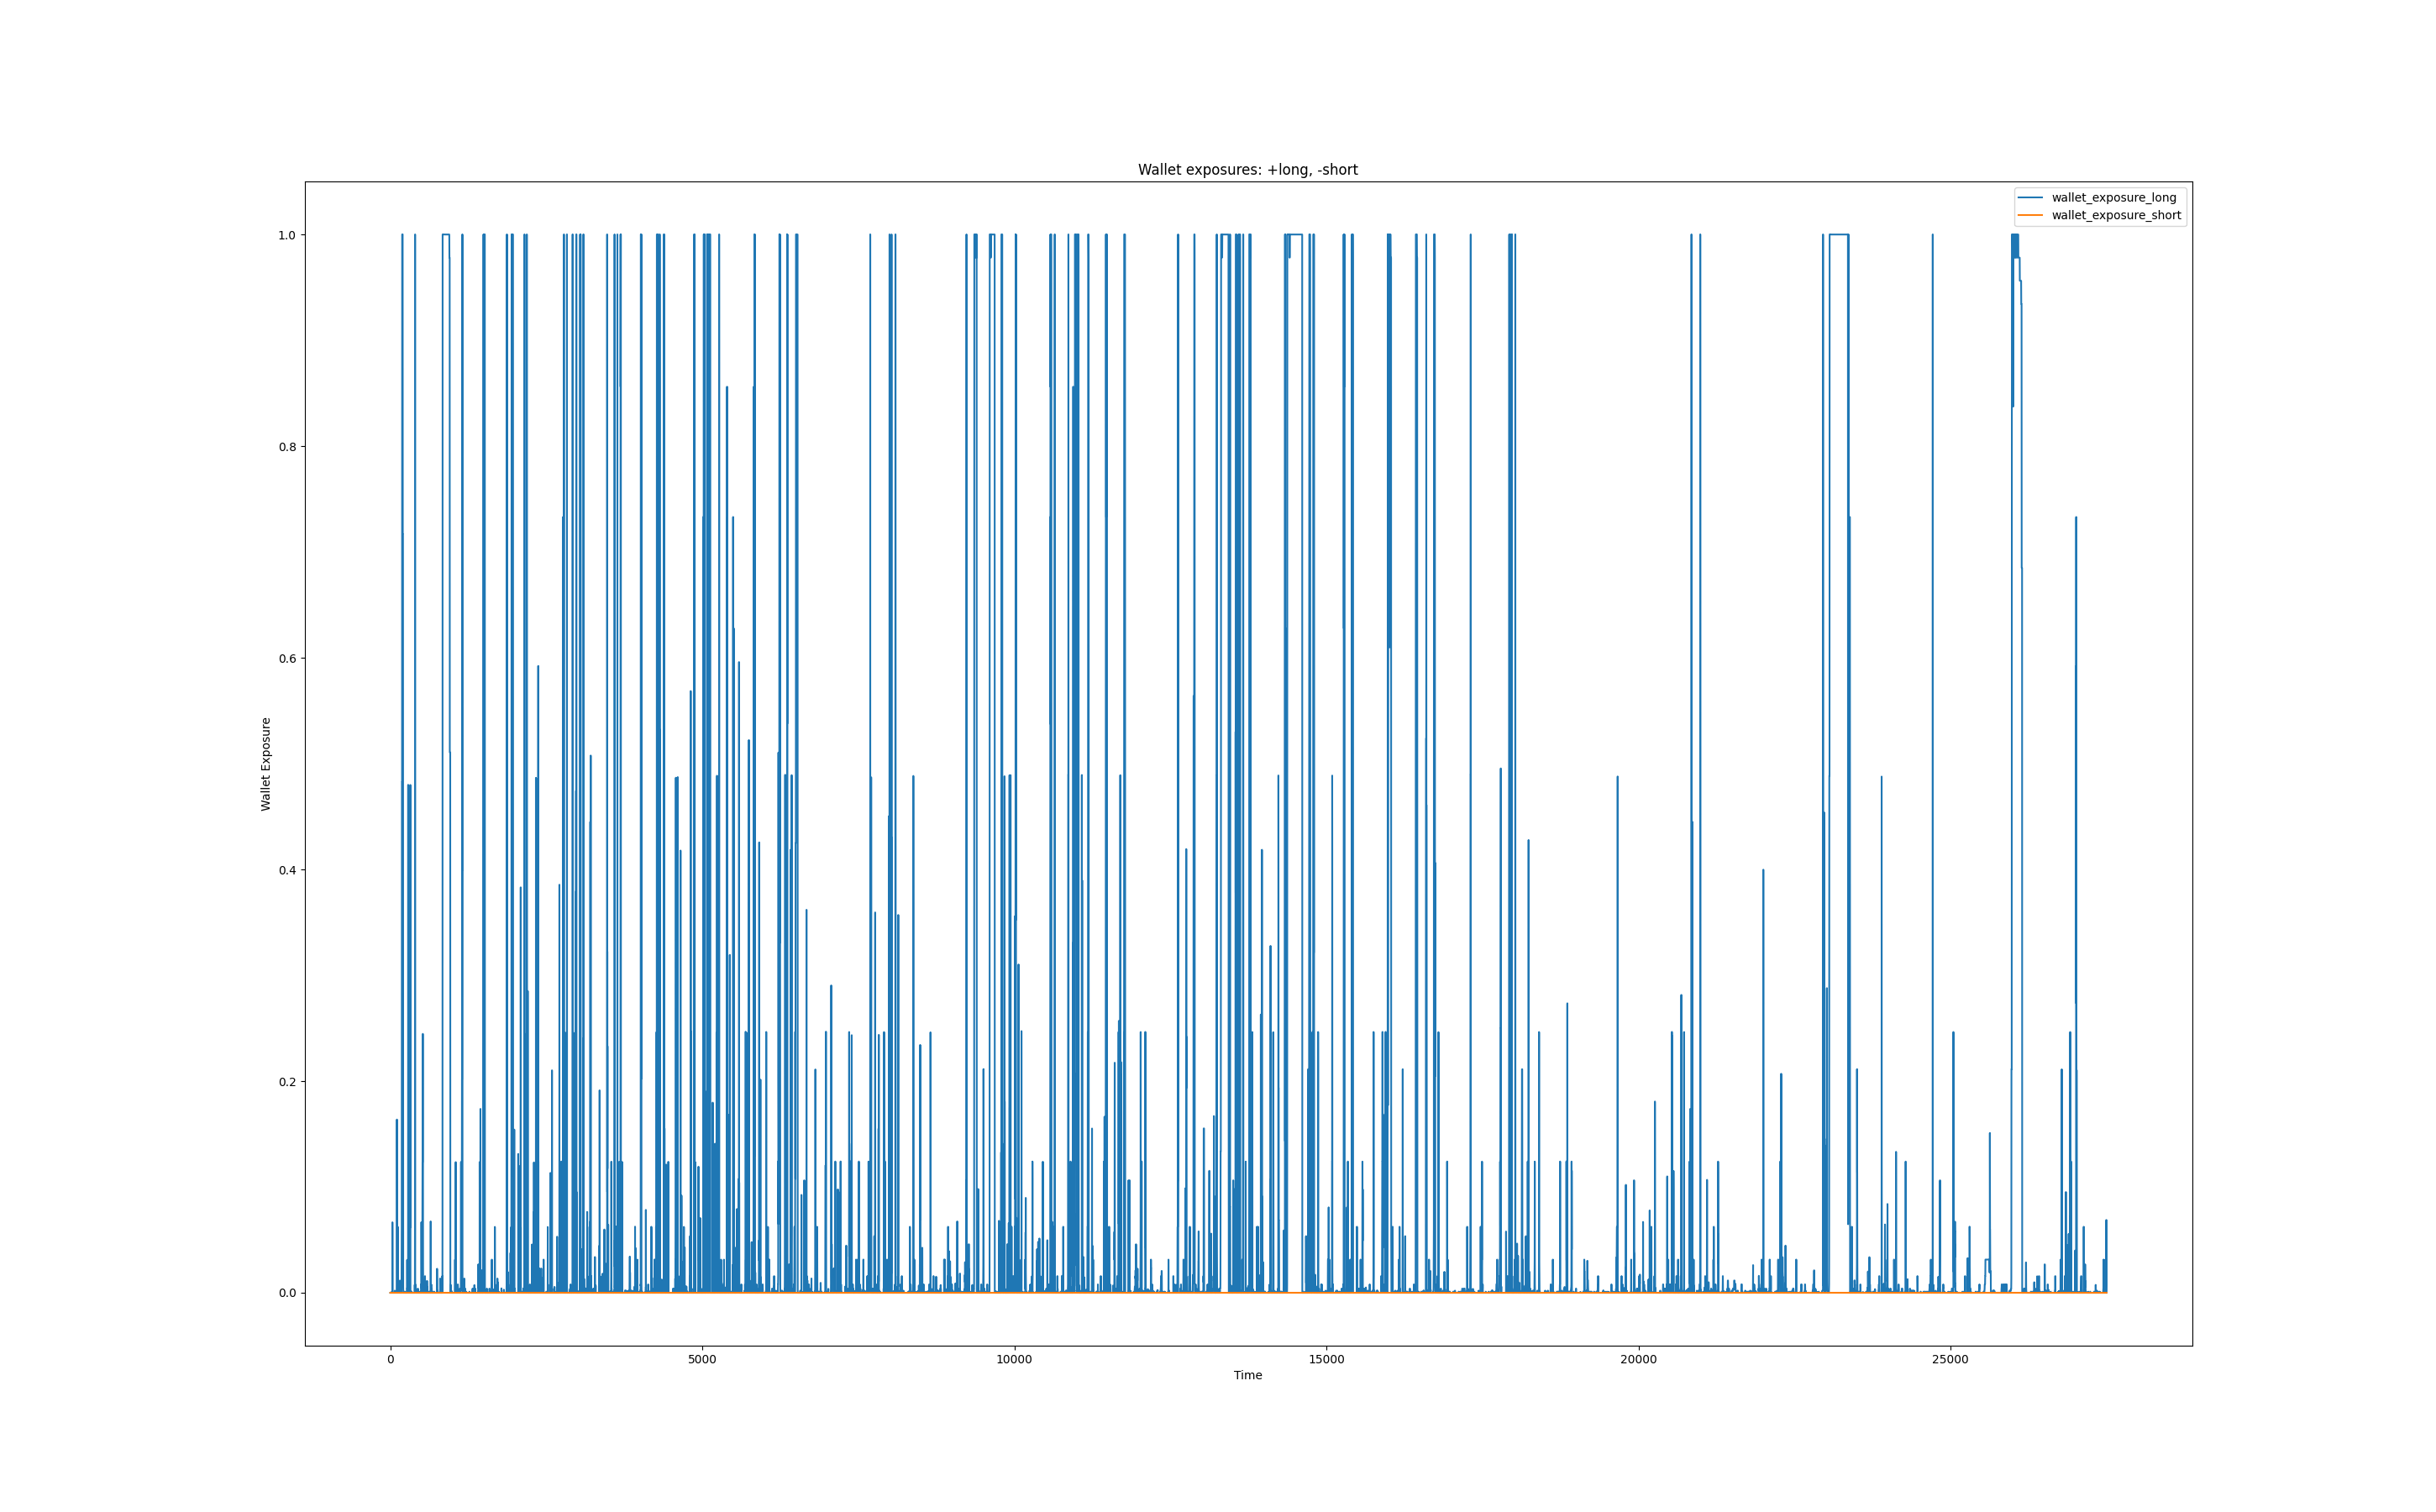 Wallet exposures: +long, -short
wallet_exposure_long
wallet_exposure_short
1.0
0.8
0.6
0.4
0.2
0.0
Wallet Exposure
0 5000 10000 15000 20000 25000
Time